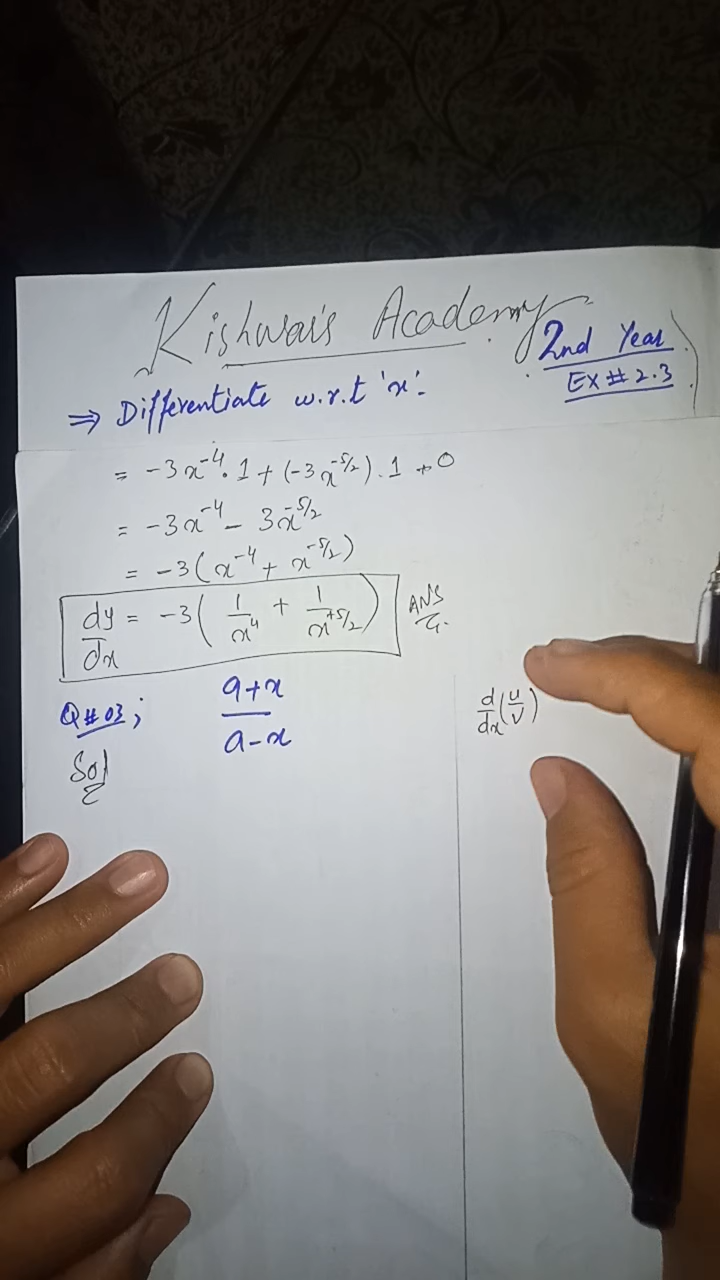 Kishwar's Academy
2nd Year
EX # 2.3
⇒ Differentiate w.r.t 'x'.
= -3x⁻⁴ · 1 + (-3x^(-5/2)) · 1 + 0
= -3x⁻⁴ - 3x^(-5/2)
= -3(x⁻⁴ + x^(-5/2))
dy/dx = -3(1/x⁴ + 1/x^(+5/2)) ANS
Q # 03; a+x/a-x
d/dx(u/v)
Sol